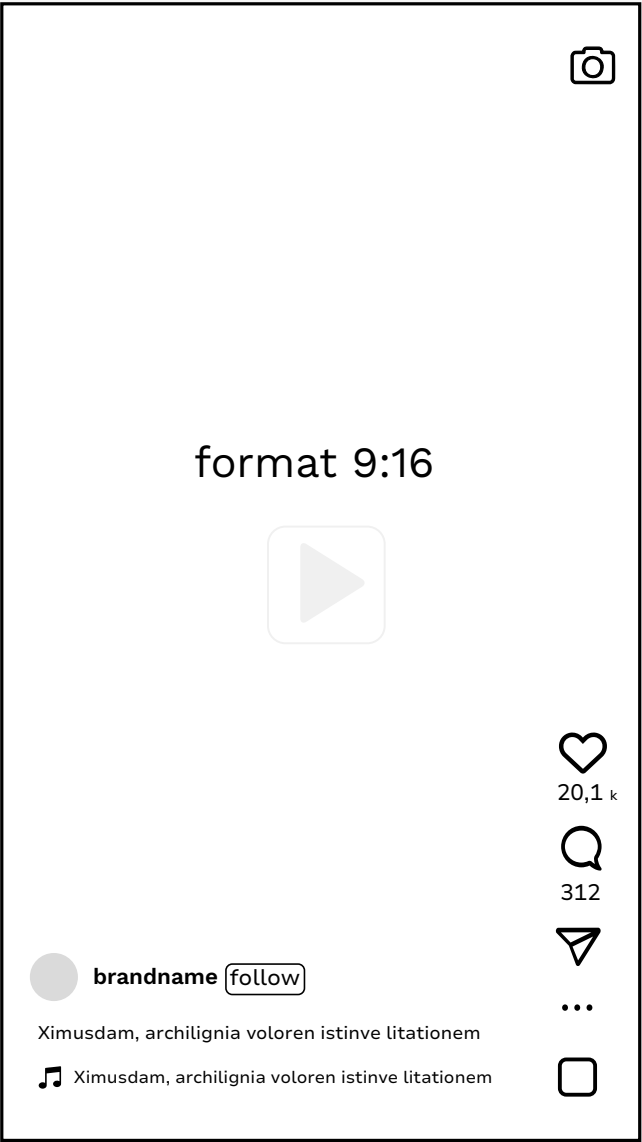 format 9:16
20,1 k
312
brandname follow
Ximusdam, archilignia voloren istinve litationem
Ximusdam, archilignia voloren istinve litationem